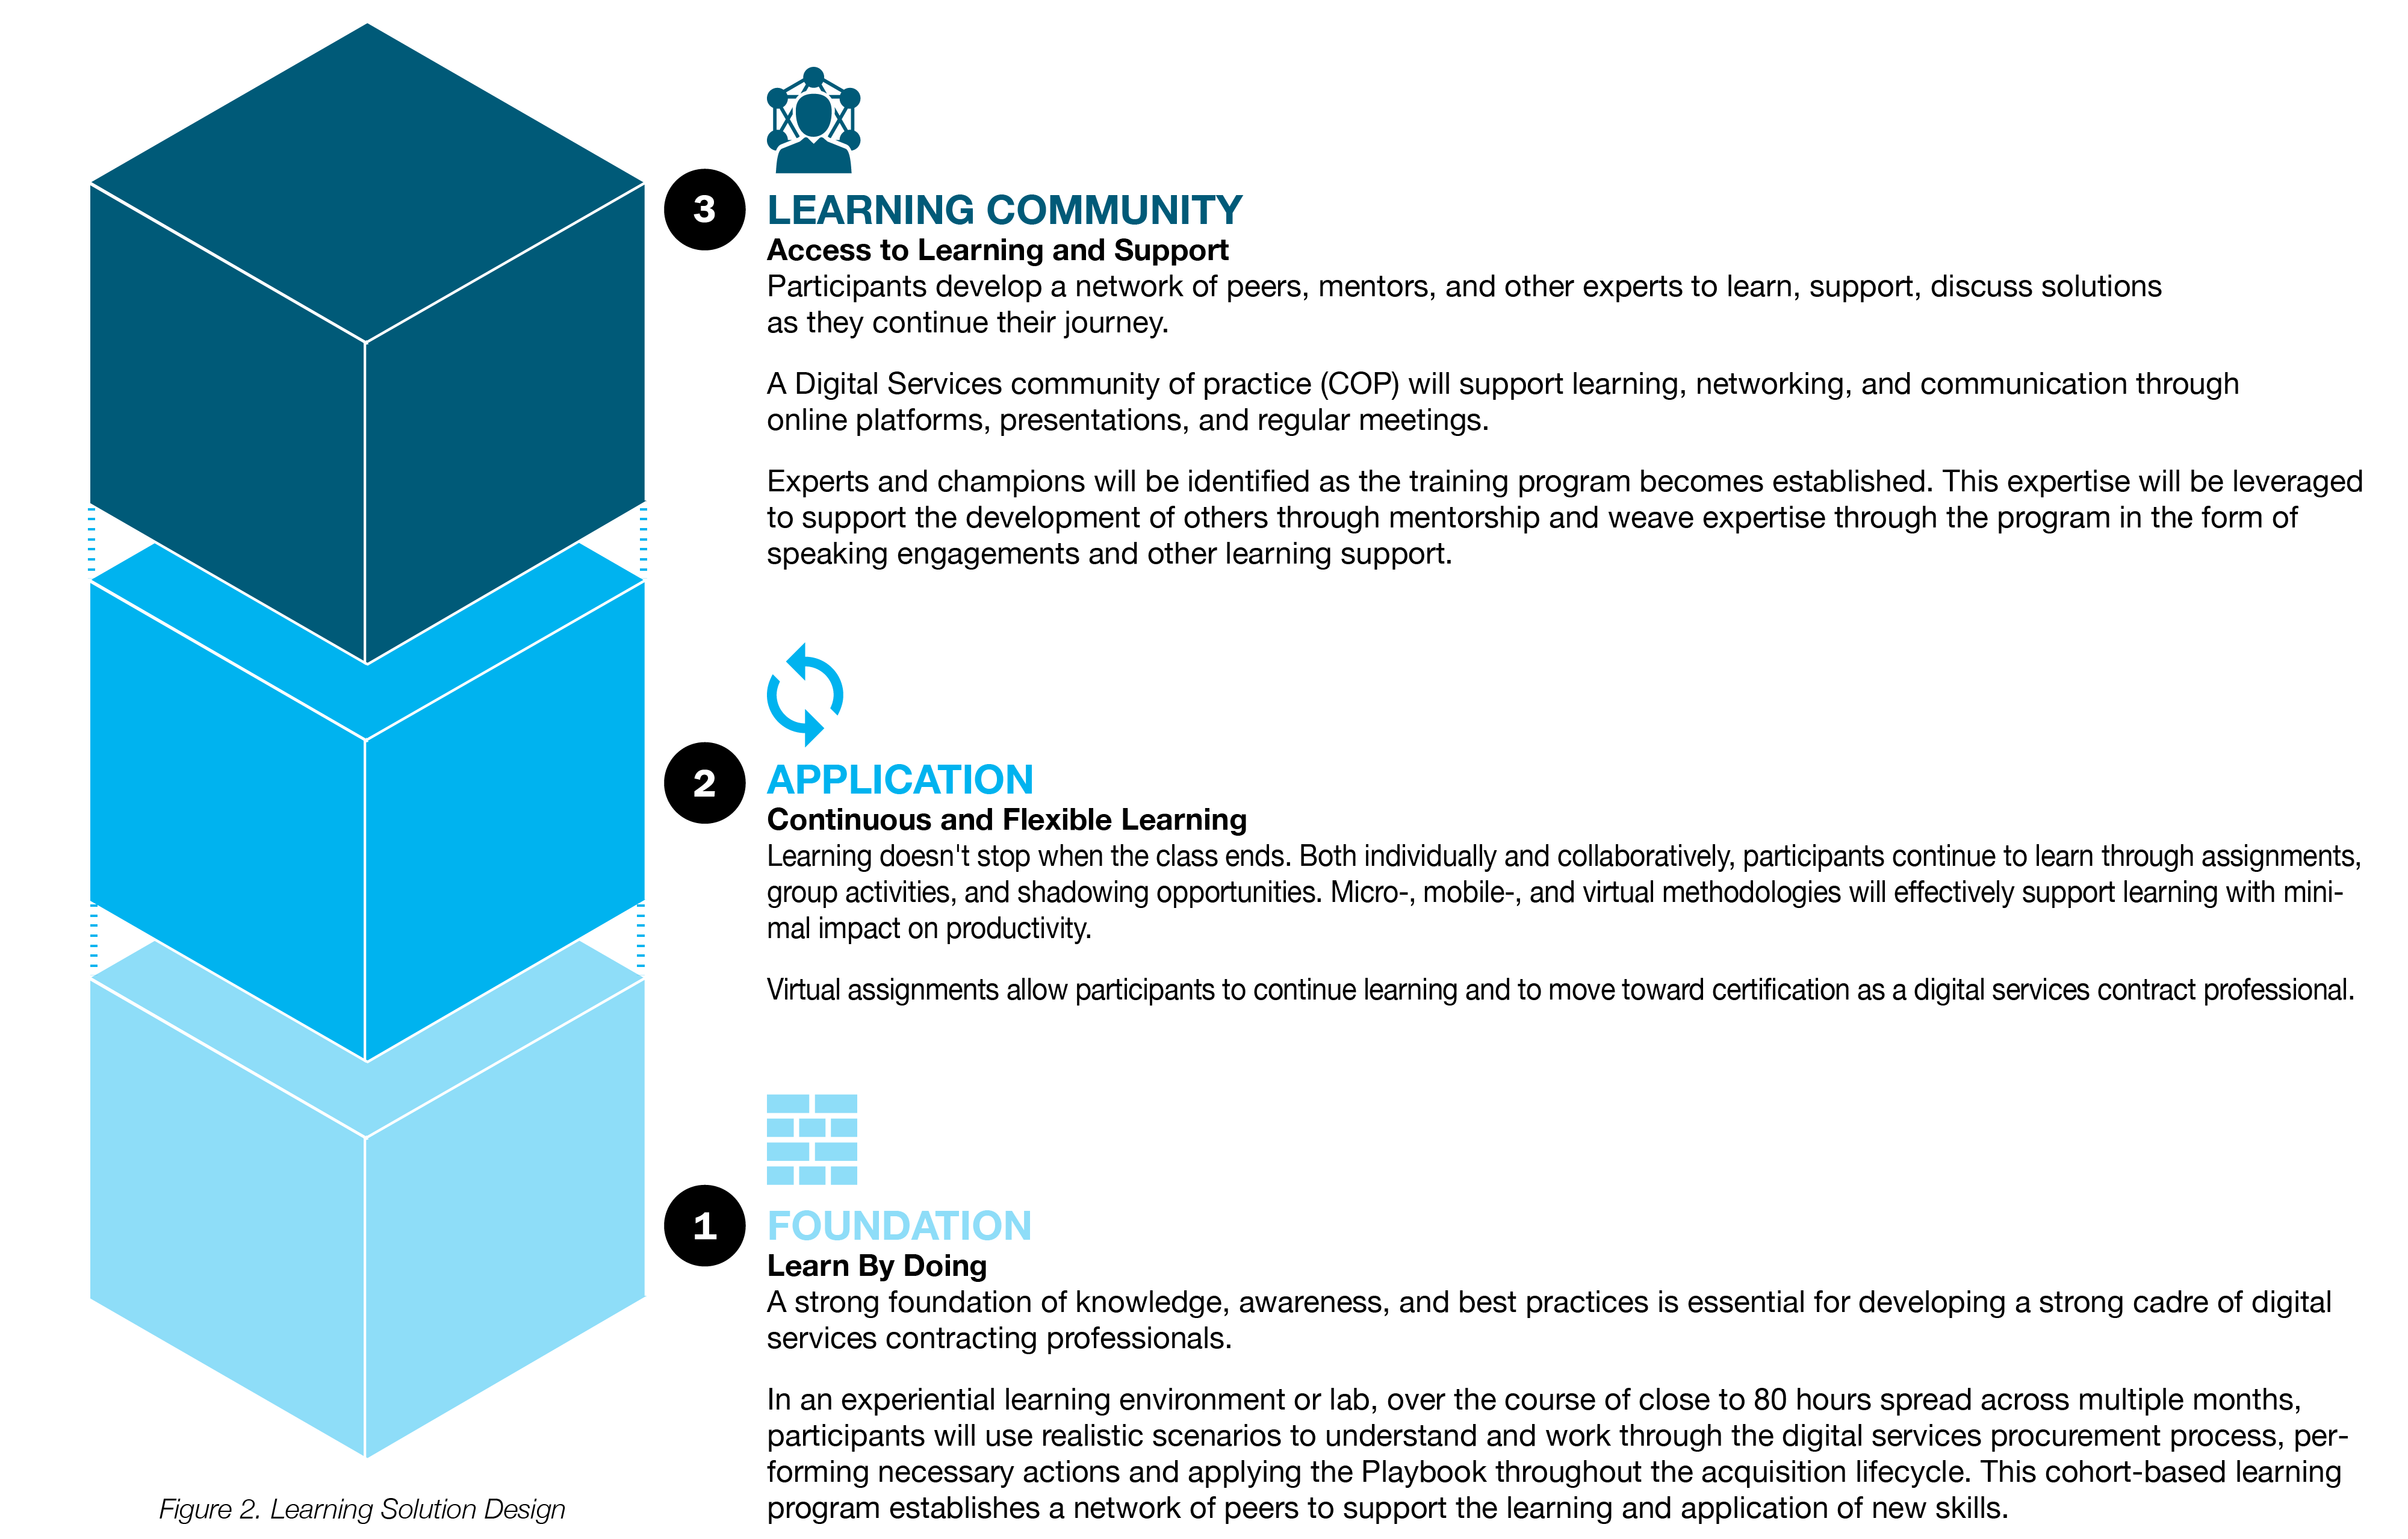 3
LEARNING COMMUNITY
Access to Learning and Support
Participants develop a network of peers, mentors, and other experts to learn, support, discuss solutions
as they continue their journey.
A Digital Services community of practice (COP) will support learning, networking, and communication through
online platforms, presentations, and regular meetings.
Experts and champions will be identified as the training program becomes established. This expertise will be leveraged
to support the development of others through mentorship and weave expertise through the program in the form of
speaking engagements and other learning support.
2
APPLICATION
Continuous and Flexible Learning
Learning doesn't stop when the class ends. Both individually and collaboratively, participants continue to learn through assignments,
group activities, and shadowing opportunities. Micro-, mobile-, and virtual methodologies will effectively support learning with mini-
mal impact on productivity.
Virtual assignments allow participants to continue learning and to move toward certification as a digital services contract professional.
1
FOUNDATION
Learn By Doing
A strong foundation of knowledge, awareness, and best practices is essential for developing a strong cadre of digital
services contracting professionals.
In an experiential learning environment or lab, over the course of close to 80 hours spread across multiple months,
participants will use realistic scenarios to understand and work through the digital services procurement process, per-
forming necessary actions and applying the Playbook throughout the acquisition lifecycle. This cohort-based learning
program establishes a network of peers to support the learning and application of new skills.
Figure 2. Learning Solution Design